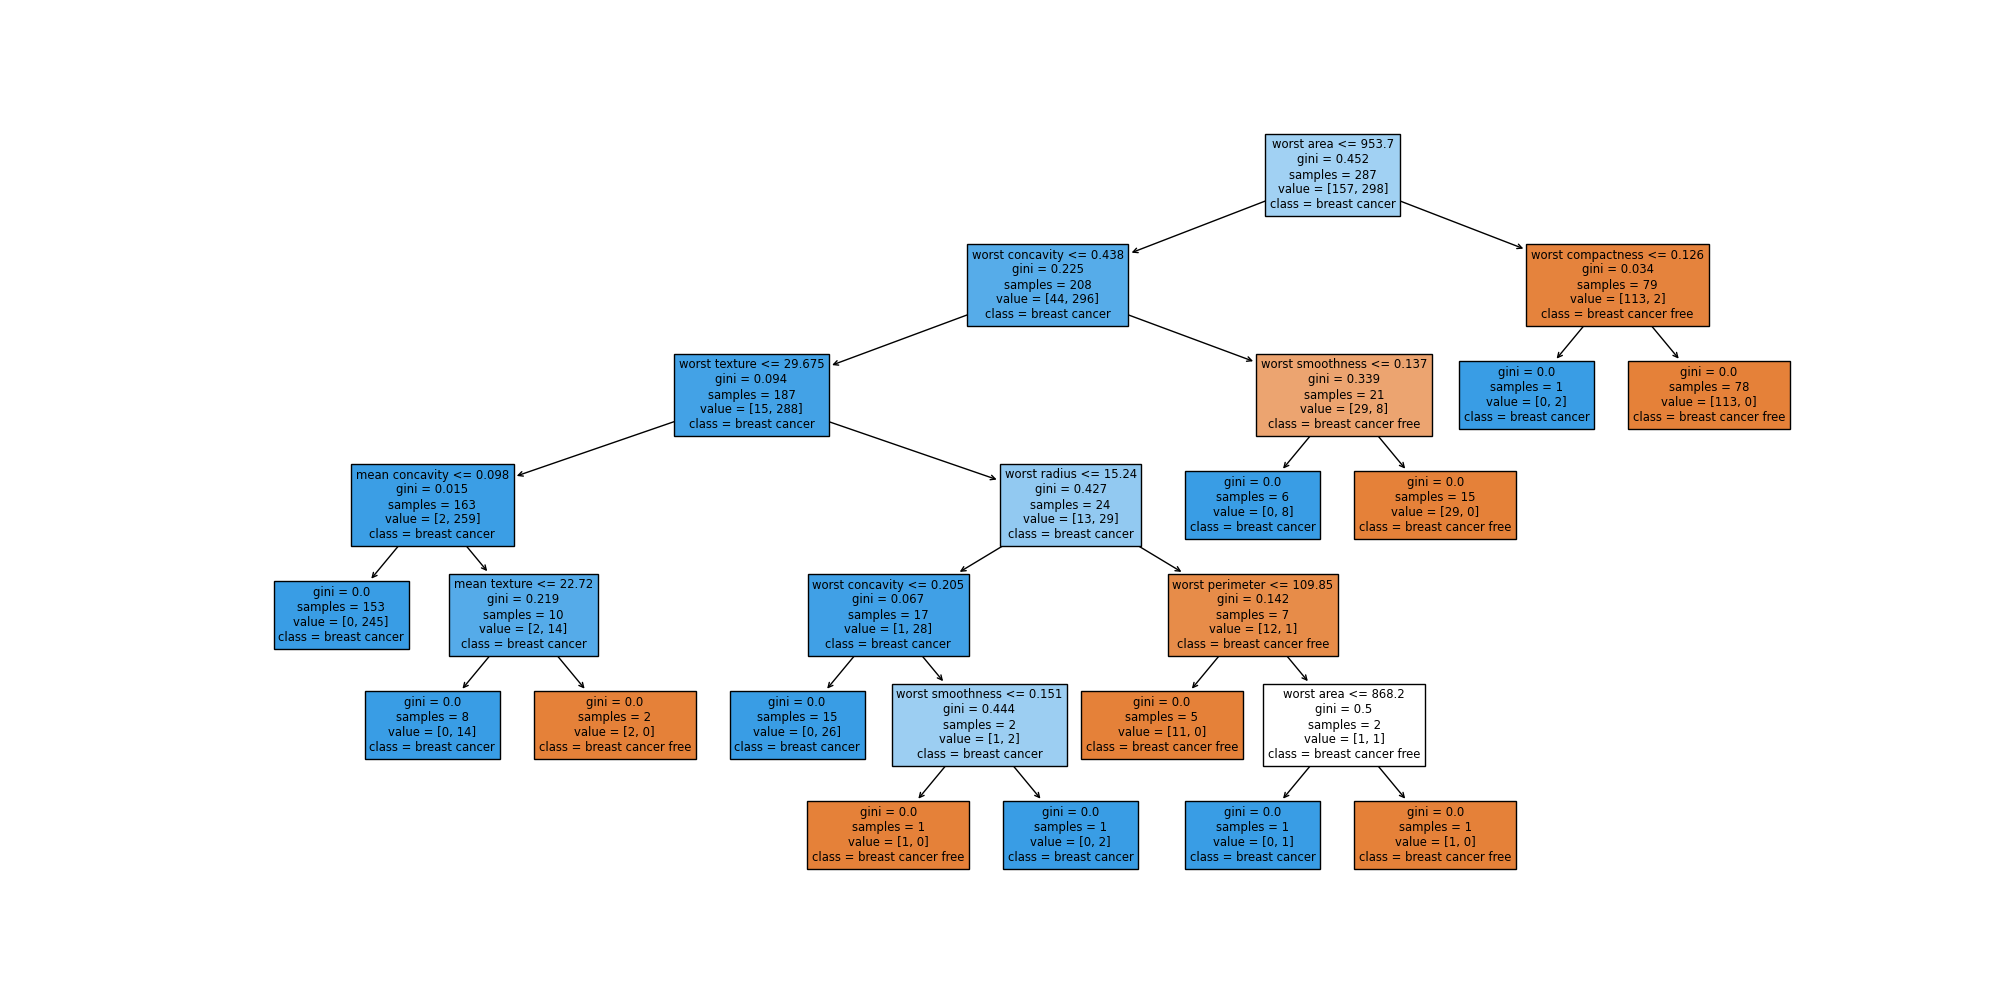 worst area <= 953.7
gini = 0.452
samples = 287
value = [157, 298]
class = breast cancer
worst concavity <= 0.438
gini = 0.225
samples = 208
value = [44, 296]
class = breast cancer
worst compactness <= 0.126
gini = 0.034
samples = 79
value = [113, 2]
class = breast cancer free
worst texture <= 29.675
gini = 0.094
samples = 187
value = [15, 288]
class = breast cancer
worst smoothness <= 0.137
gini = 0.339
samples = 21
value = [29, 8]
class = breast cancer free
gini = 0.0
samples = 1
value = [0, 2]
class = breast cancer
gini = 0.0
samples = 78
value = [113, 0]
class = breast cancer free
mean concavity <= 0.098
gini = 0.015
samples = 163
value = [2, 259]
class = breast cancer
worst radius <= 15.24
gini = 0.427
samples = 24
value = [13, 29]
class = breast cancer
gini = 0.0
samples = 6
value = [0, 8]
class = breast cancer
gini = 0.0
samples = 15
value = [29, 0]
class = breast cancer free
gini = 0.0
samples = 153
value = [0, 245]
class = breast cancer
mean texture <= 22.72
gini = 0.219
samples = 10
value = [2, 14]
class = breast cancer
worst concavity <= 0.205
gini = 0.067
samples = 17
value = [1, 28]
class = breast cancer
worst perimeter <= 109.85
gini = 0.142
samples = 7
value = [12, 1]
class = breast cancer free
gini = 0.0
samples = 8
value = [0, 14]
class = breast cancer
gini = 0.0
samples = 2
value = [2, 0]
class = breast cancer free
gini = 0.0
samples = 15
value = [0, 26]
class = breast cancer
worst smoothness <= 0.151
gini = 0.444
samples = 2
value = [1, 2]
class = breast cancer
gini = 0.0
samples = 5
value = [11, 0]
class = breast cancer free
worst area <= 868.2
gini = 0.5
samples = 2
value = [1, 1]
class = breast cancer free
gini = 0.0
samples = 1
value = [1, 0]
class = breast cancer free
gini = 0.0
samples = 1
value = [0, 2]
class = breast cancer
gini = 0.0
samples = 1
value = [0, 1]
class = breast cancer
gini = 0.0
samples = 1
value = [1, 0]
class = breast cancer free